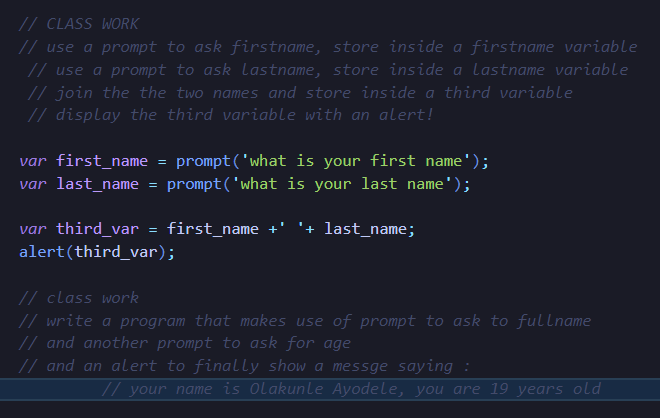 // CLASS WORK
// use a prompt to ask firstname, store inside a firstname variable
// use a prompt to ask lastname, store inside a lastname variable
// join the the two names and store inside a third variable
// display the third variable with an alert!
var first_name = prompt('what is your first name');
var last_name = prompt('what is your last name');
var third_var = first_name +' '+ last_name;
alert(third_var);
// class work
// write a program that makes use of prompt to ask to fullname
// and another prompt to ask for age
// and an alert to finally show a messge saying :
// your name is Olakunle Ayodele, you are 19 years old